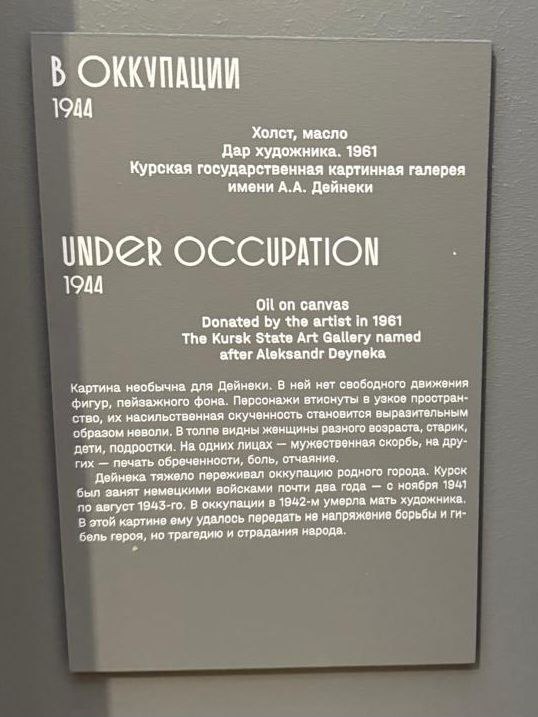 В ОККУПАЦИИ
1944
Холст, масло
Дар художника. 1961
Курская государственная картинная галерея
имени А.А. Дейнеки
UNDER OCCUPATION
1944
Oil on canvas
Donated by the artist in 1961
The Kursk State Art Gallery named
after Aleksandr Deyneka
Картина необычна для Дейнеки. В ней нет свободного движения
фигур, пейзажного фона. Персонажи втиснуты в узкое простран-
ство, их насильственная скученность становится выразительным
образом неволи. В толпе видны женщины разного возраста, старик,
дети, подростки. На одних лицах — мужественная скорбь, на дру-
гих — печать обреченности, боль, отчаяние.
Дейнека тяжело переживал оккупацию родного города. Курск
был занят немецкими войсками почти два года — с ноября 1941
по август 1943-го. В оккупации в 1942-м умерла мать художника.
В этой картине ему удалось передать не напряжение борьбы и ги-
бель героя, но трагедию и страдания народа.